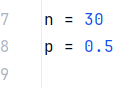 7 n = 30
8 p = 0.5
9